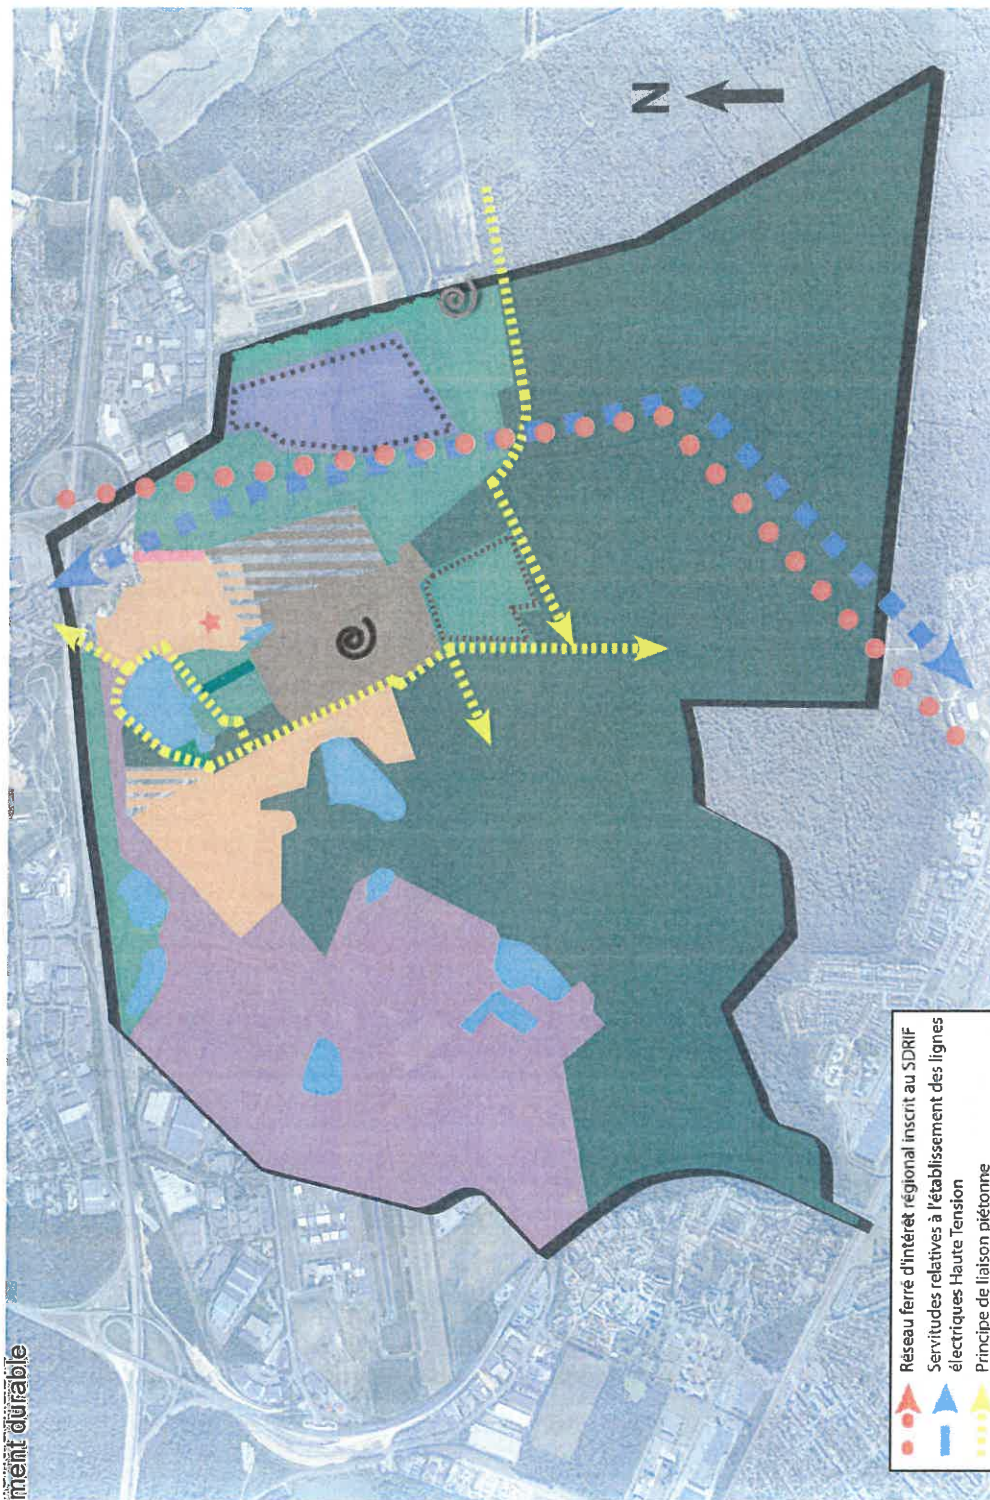 ment durable
N
Réseau ferré d'intérêt régional inscrit au SDRIF
Servitudes relatives à l'établissement des lignes
électriques Haute Tension
Principe de liaison piétonne